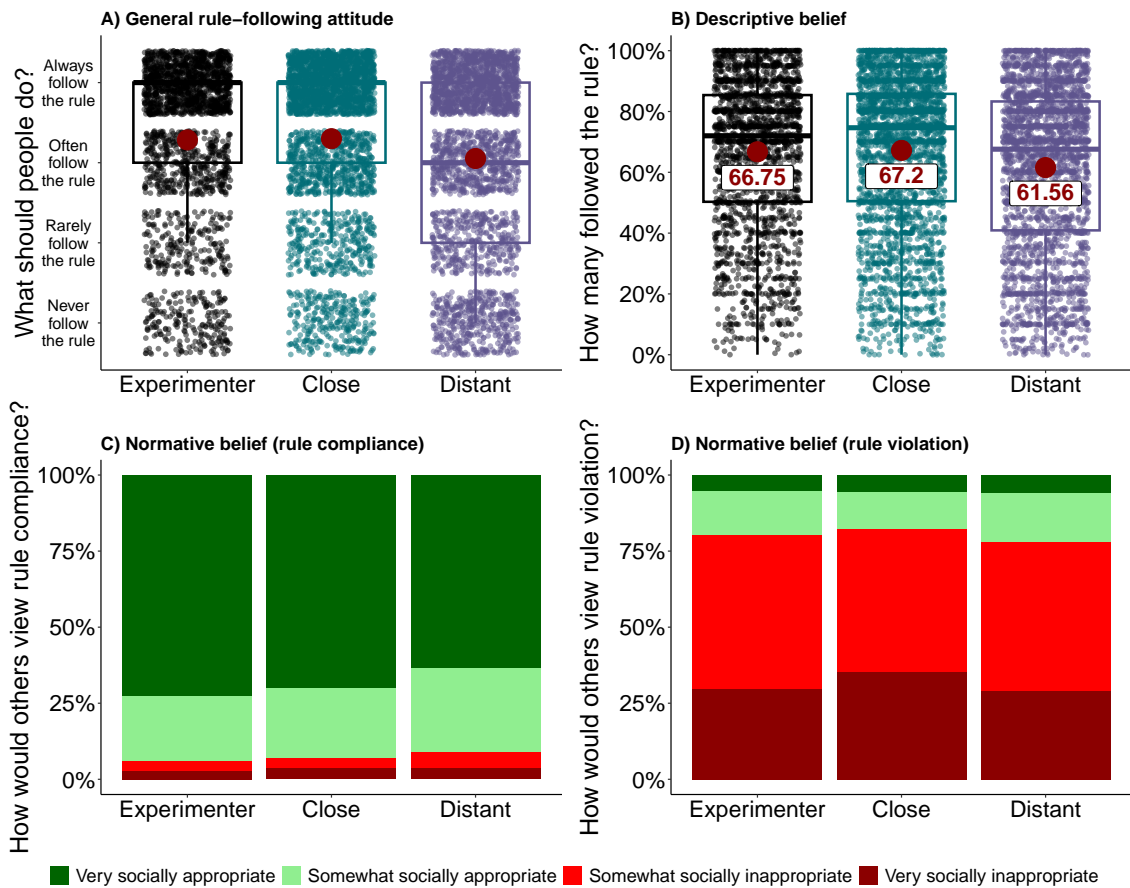 A) General rule−following attitude
What should people do?
Always
follow
the rule
Often
follow
the rule
Rarely
follow
the rule
Never
follow
the rule
Experimenter
Close
Distant
B) Descriptive belief
How many followed the rule?
100%
80%
60%
40%
20%
0%
66.75
67.2
61.56
Experimenter
Close
Distant
C) Normative belief (rule compliance)
How would others view rule compliance?
100%
75%
50%
25%
0%
Experimenter
Close
Distant
D) Normative belief (rule violation)
How would others view rule violation?
100%
75%
50%
25%
0%
Experimenter
Close
Distant
Very socially appropriate
Somewhat socially appropriate
Somewhat socially inappropriate
Very socially inappropriate